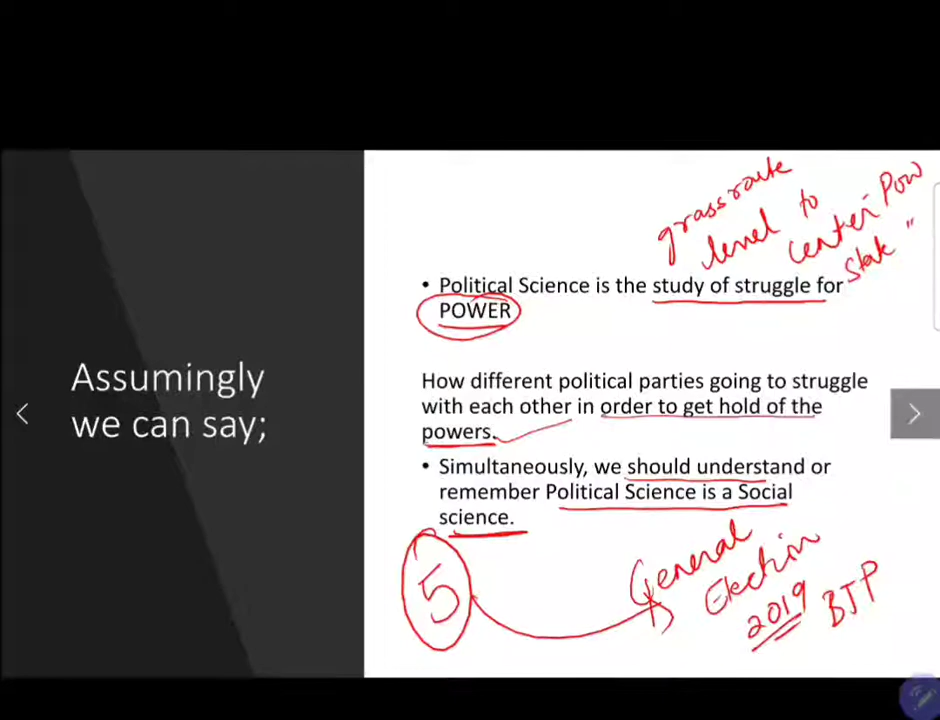 Assumingly
we can say;
grassroute
level to
center Pow
State "
• Political Science is the study of struggle for
POWER
How different political parties going to struggle
with each other in order to get hold of the
powers.
• Simultaneously, we should understand or
remember Political Science is a Social
science.
5
General
Election
2019 BJP